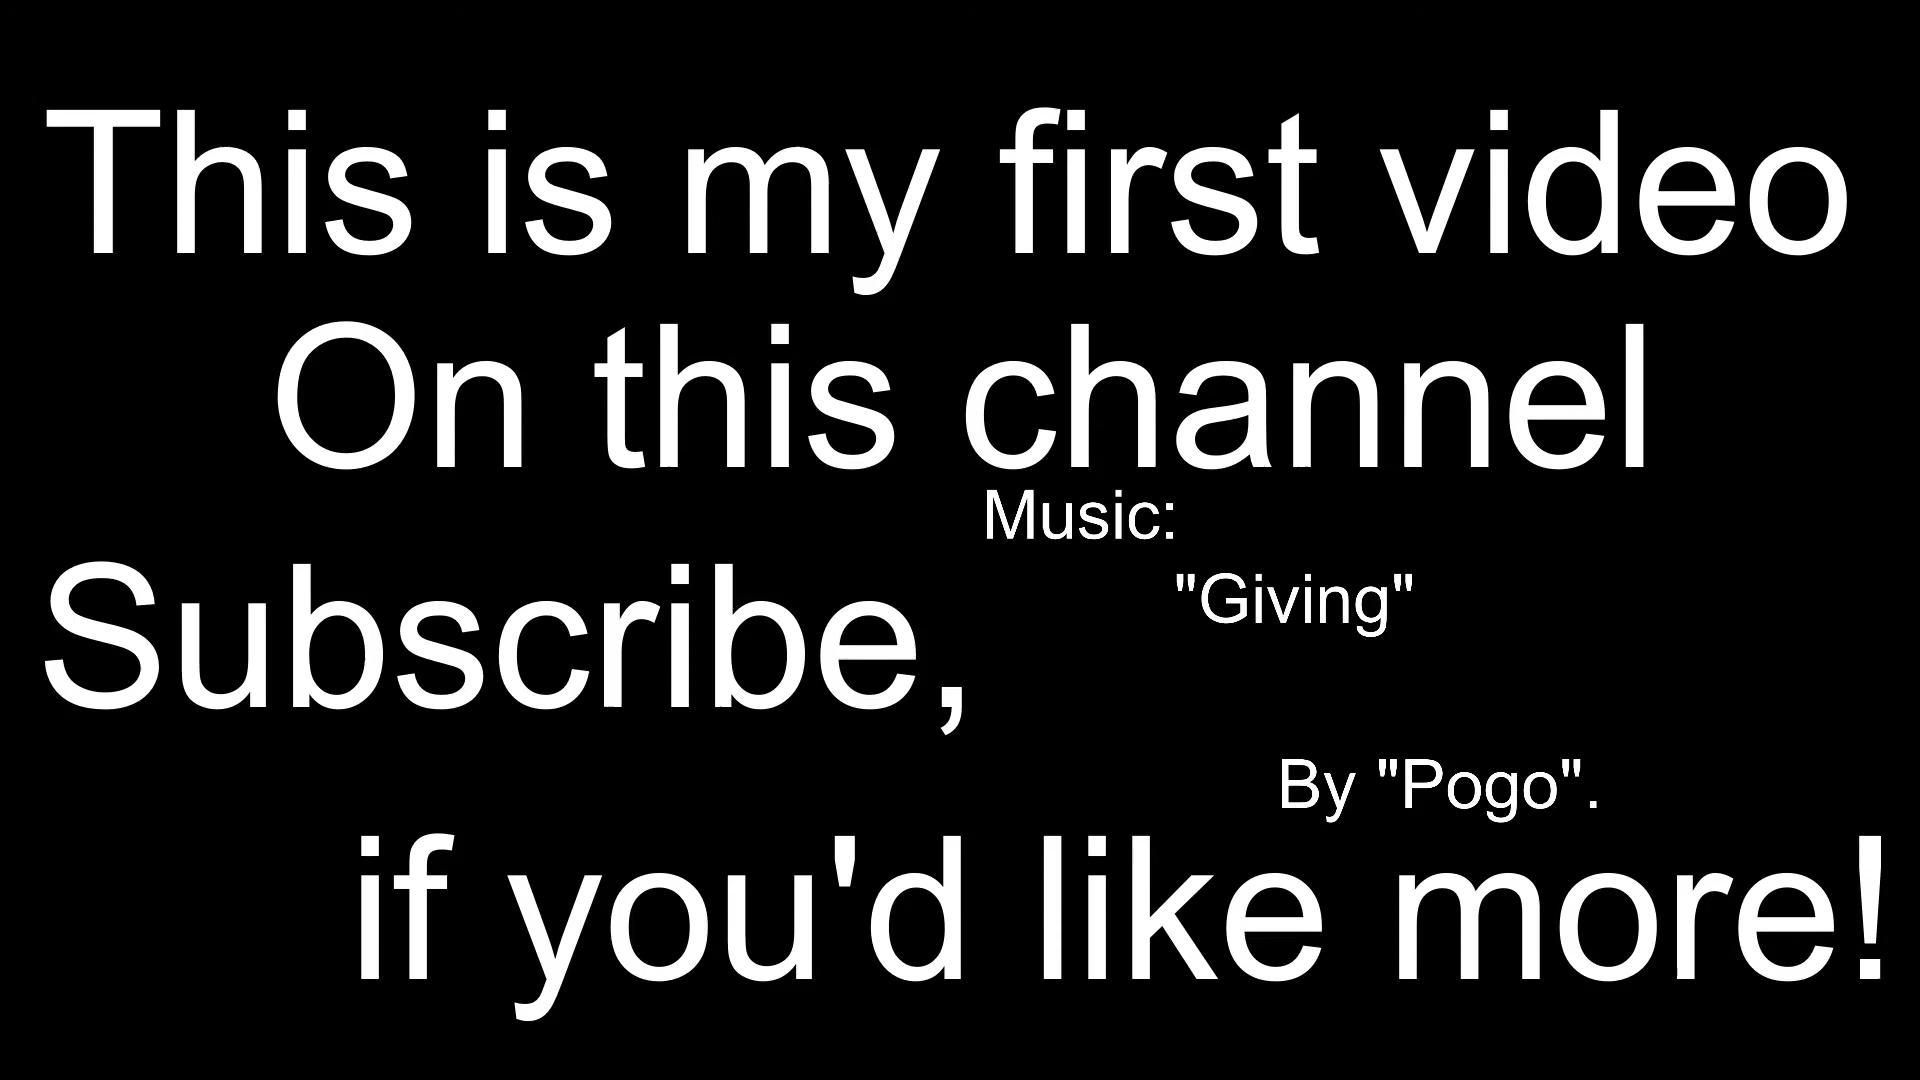 This is my first video
On this channel
Music:
"Giving"
Subscribe,
By "Pogo".
if you'd like more!